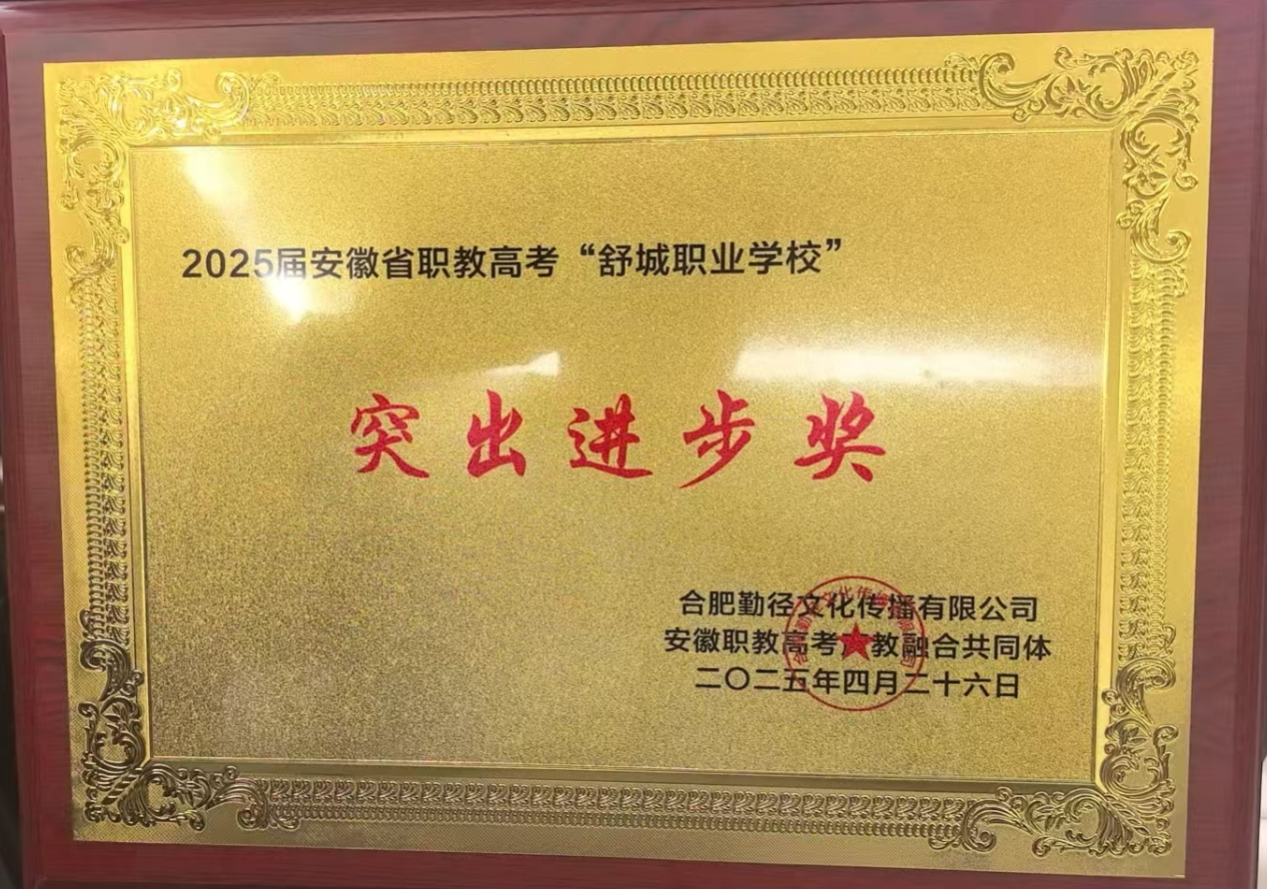 2025届安徽省职教高考“舒城职业学校”
突出进步奖
合肥勤径文化传播有限公司
安徽职教高考教融合共同体
二〇二五年四月二十六日